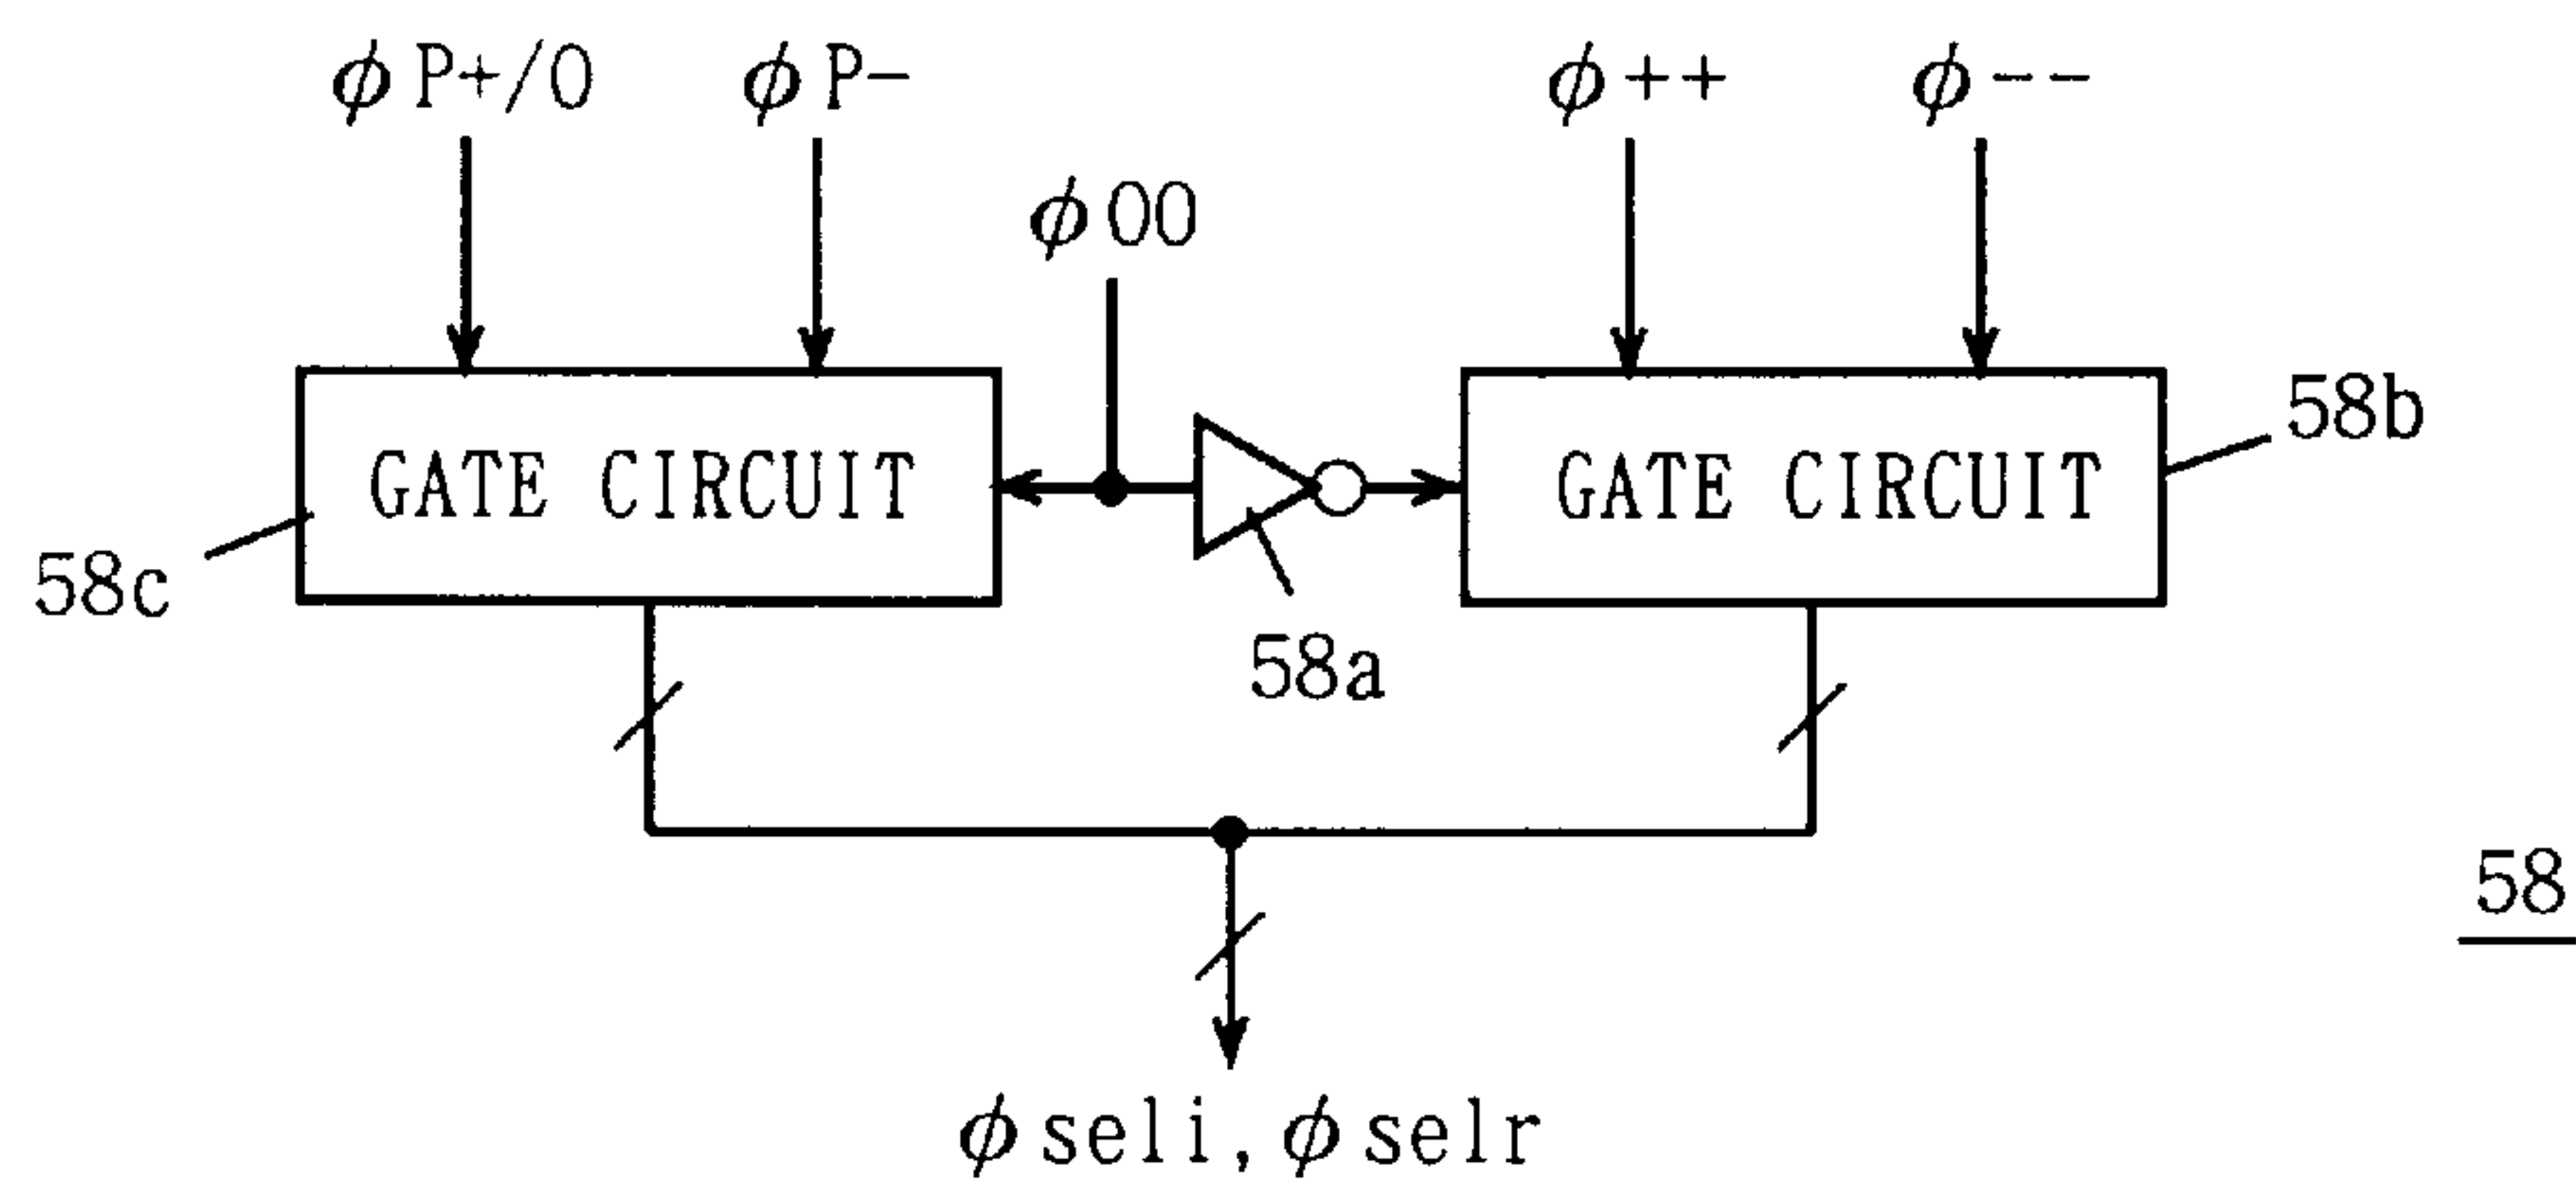 φP+/0
φP-
φ++
φ--
φ00
58b
GATE CIRCUIT
GATE CIRCUIT
58c
58a
58
φseli, φselr